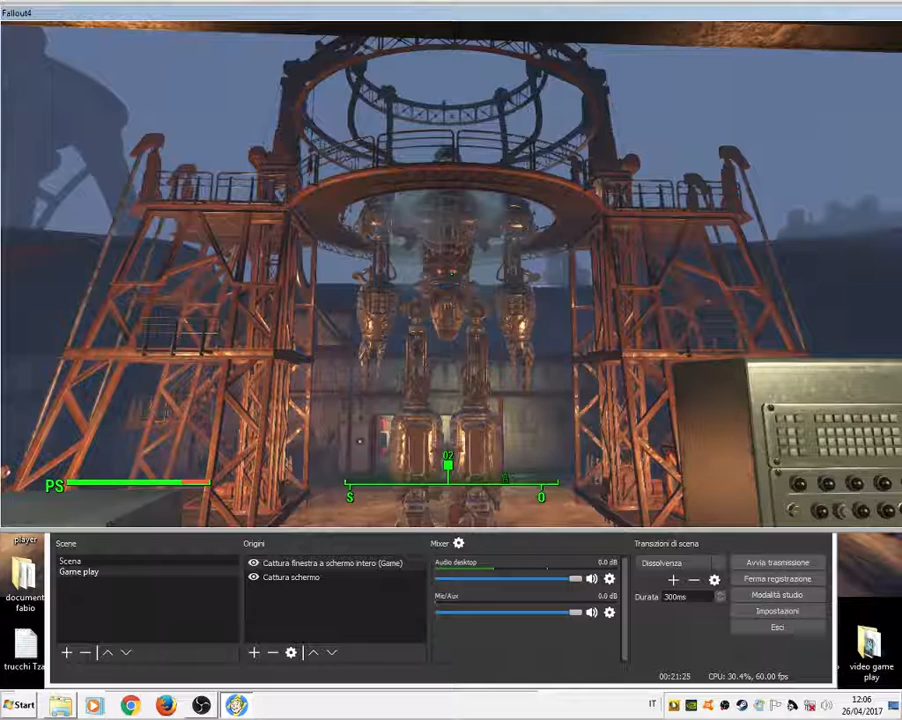 Fallout4
PS
02
S
O
player
document
fabio
trucchi Tza
Scene
Scena
Game play
Origini
Cattura finestra a schermo intero (Game)
Cattura schermo
Mixer
Audio desktop
0.0 dB
Mic/Aux
0.0 dB
Transizioni di scena
Dissolvenza
Durata
300ms
Avvia trasmissione
Ferma registrazione
Modalità studio
Impostazioni
Esci
00:21:25
CPU: 30.4%, 60.00 fps
video game
play
Start
IT
12:06
26/04/2017